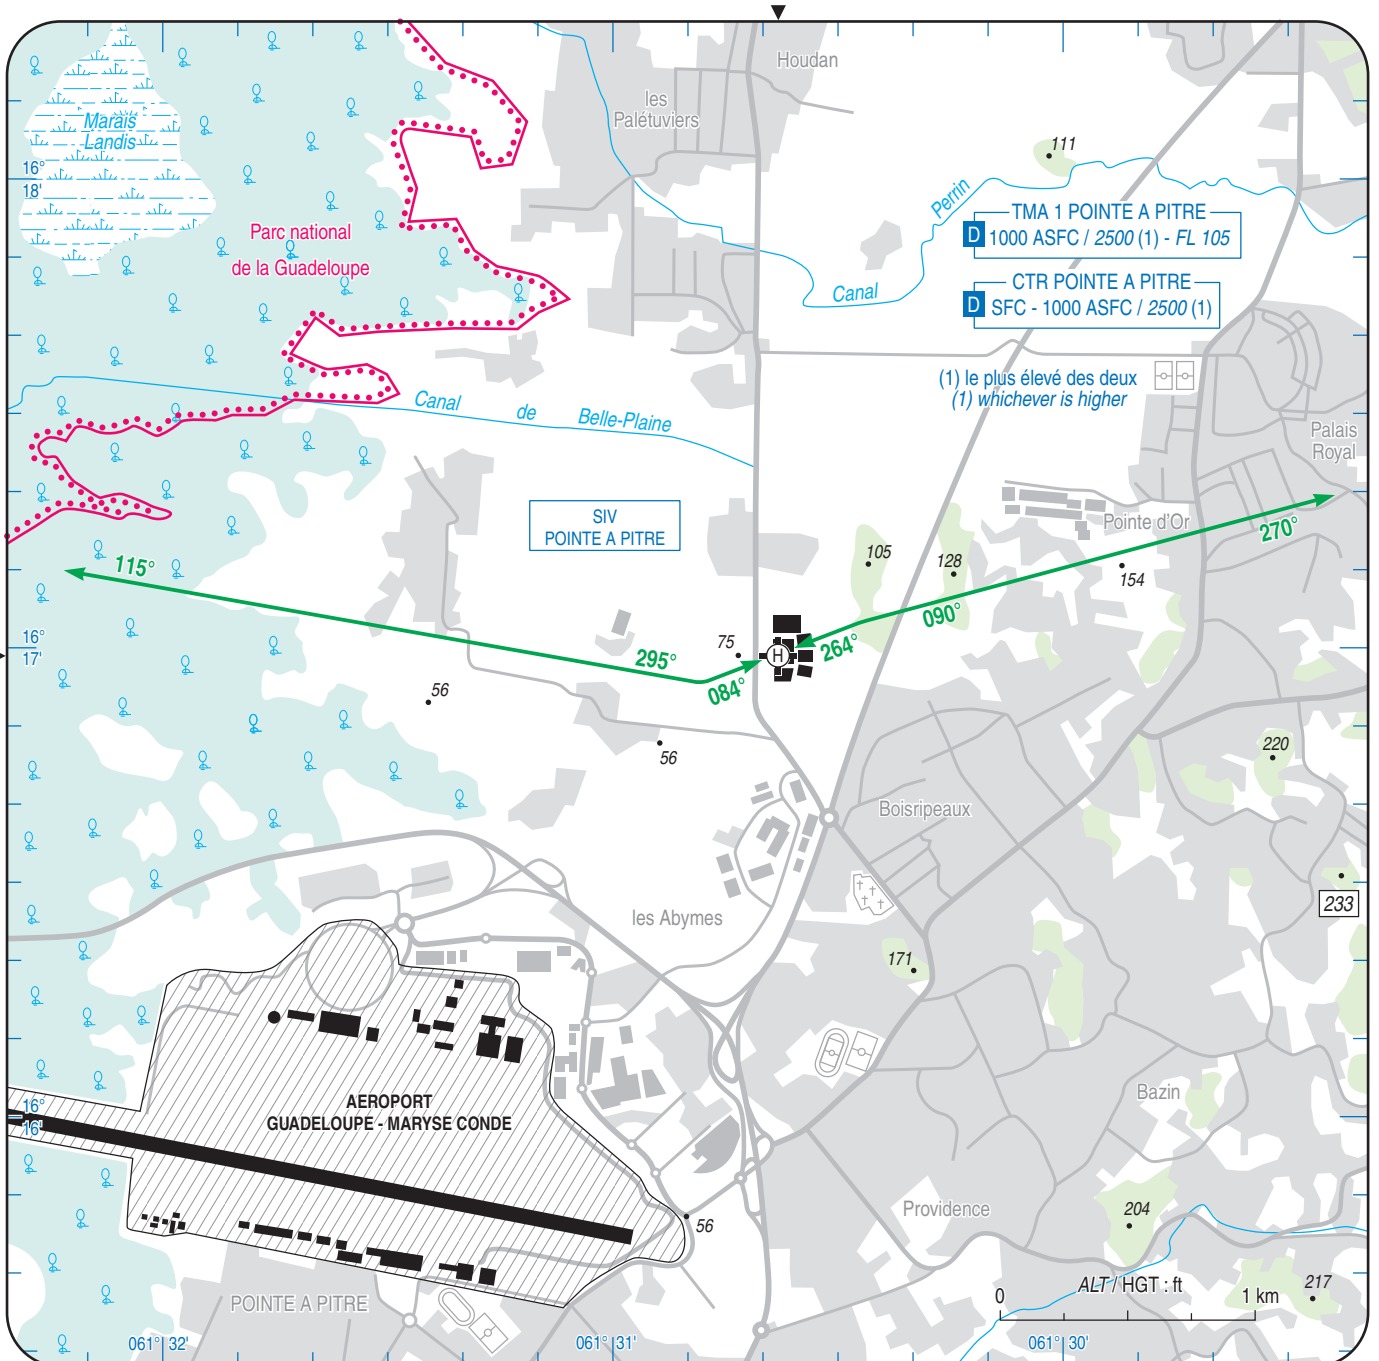 Houdan
les
Palétuviers
Marais
Landis
111
16°
18'
Perrin
TMA 1 POINTE A PITRE
D 1000 ASFC / 2500 (1) - FL 105
Parc national
de la Guadeloupe
CTR POINTE A PITRE
D SFC - 1000 ASFC / 2500 (1)
Canal
(1) le plus élevé des deux
(1) whichever is higher
Canal de Belle-Plaine
Palais
Royal
SIV
POINTE A PITRE
Pointe d'Or
270°
105
128
154
115°
090°
16°
17'
75
H
264°
295°
084°
56
56
220
Boisripeaux
233
les Abymes
171
AEROPORT
GUADELOUPE - MARYSE CONDE
16°
16'
Bazin
Providence
204
56
ALT / HGT : ft
0
1 km
217
POINTE A PITRE
061° 32'
061° 31'
061° 30'